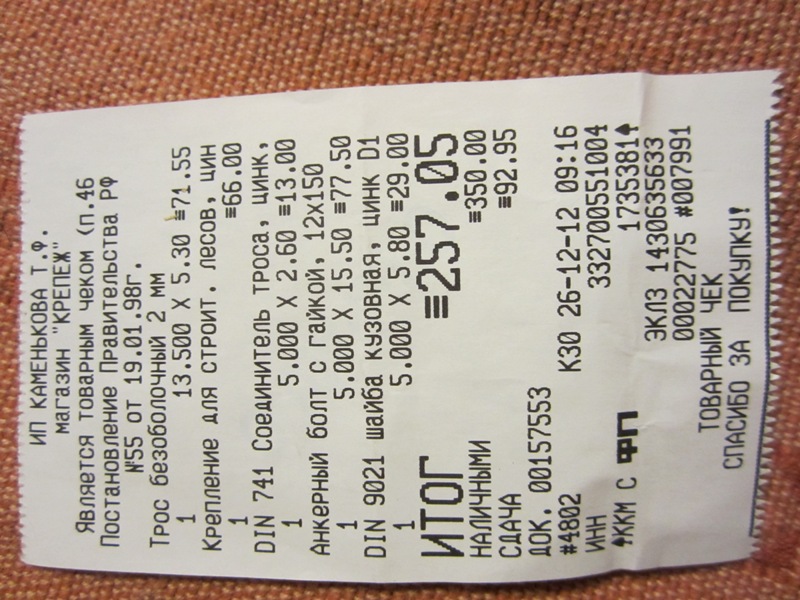 ИП КАМЕНЬКОВА Т.Ф.
магазин "КРЕПЕЖ"
Является товарным чеком (п.46
Постановление Правительства РФ
№55 от 19.01.98г.
Трос безоболочный 2 мм
1 13.500 X 5.30 ≡71.55
Крепление для строит. лесов, цин
1 ≡66.00
DIN 741 Соединитель троса, цинк,
1 5.000 X 2.60 ≡13.00
Анкерный болт с гайкой, 12x150
1 5.000 X 15.50 ≡77.50
DIN 9021 шайба кузовная, цинк D1
1 5.000 X 5.80 ≡29.00
ИТОГ ≡257.05
НАЛИЧНЫМИ ≡350.00
СДАЧА ≡92.95
ДОК. 00157553
#4802 К30 26-12-12 09:16
ИНН 332700551004
ККМ С ФП 1735381
ЭКЛЗ 1430635633
00022775 #007991
ТОВАРНЫЙ ЧЕК
СПАСИБО ЗА ПОКУПКУ!